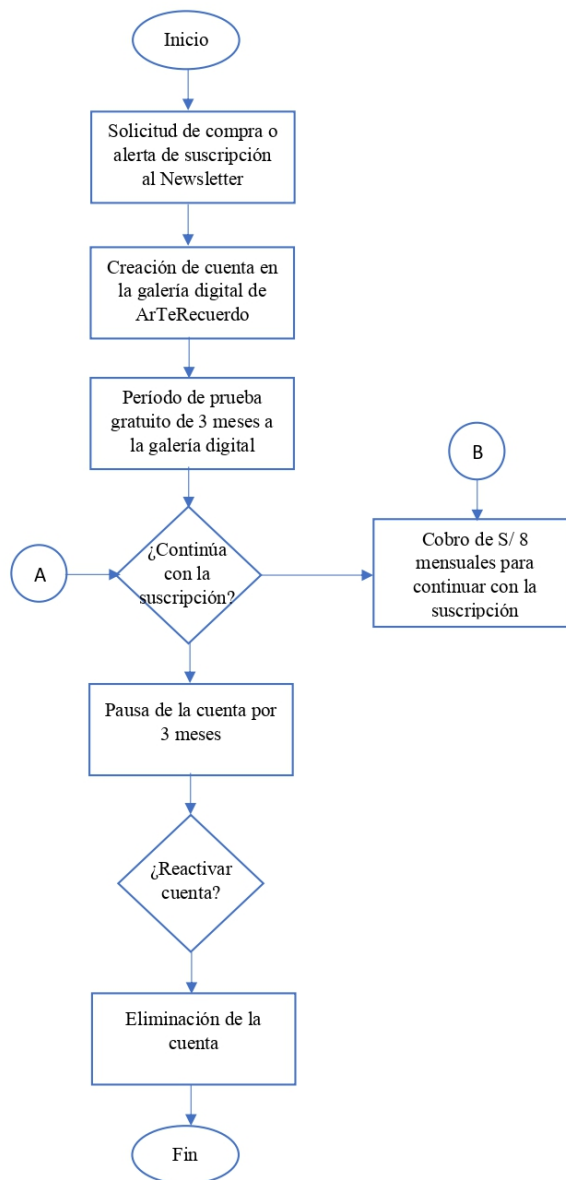 Inicio
Solicitud de compra o
alerta de suscripción
al Newsletter
Creación de cuenta en
la galería digital de
ArTeRecuerdo
Período de prueba
gratuito de 3 meses a
la galería digital
B
A
¿Continúa
con la
suscripción?
Cobro de S/ 8
mensuales para
continuar con la
suscripción
Pausa de la cuenta por
3 meses
¿Reactivar
cuenta?
Eliminación de la
cuenta
Fin